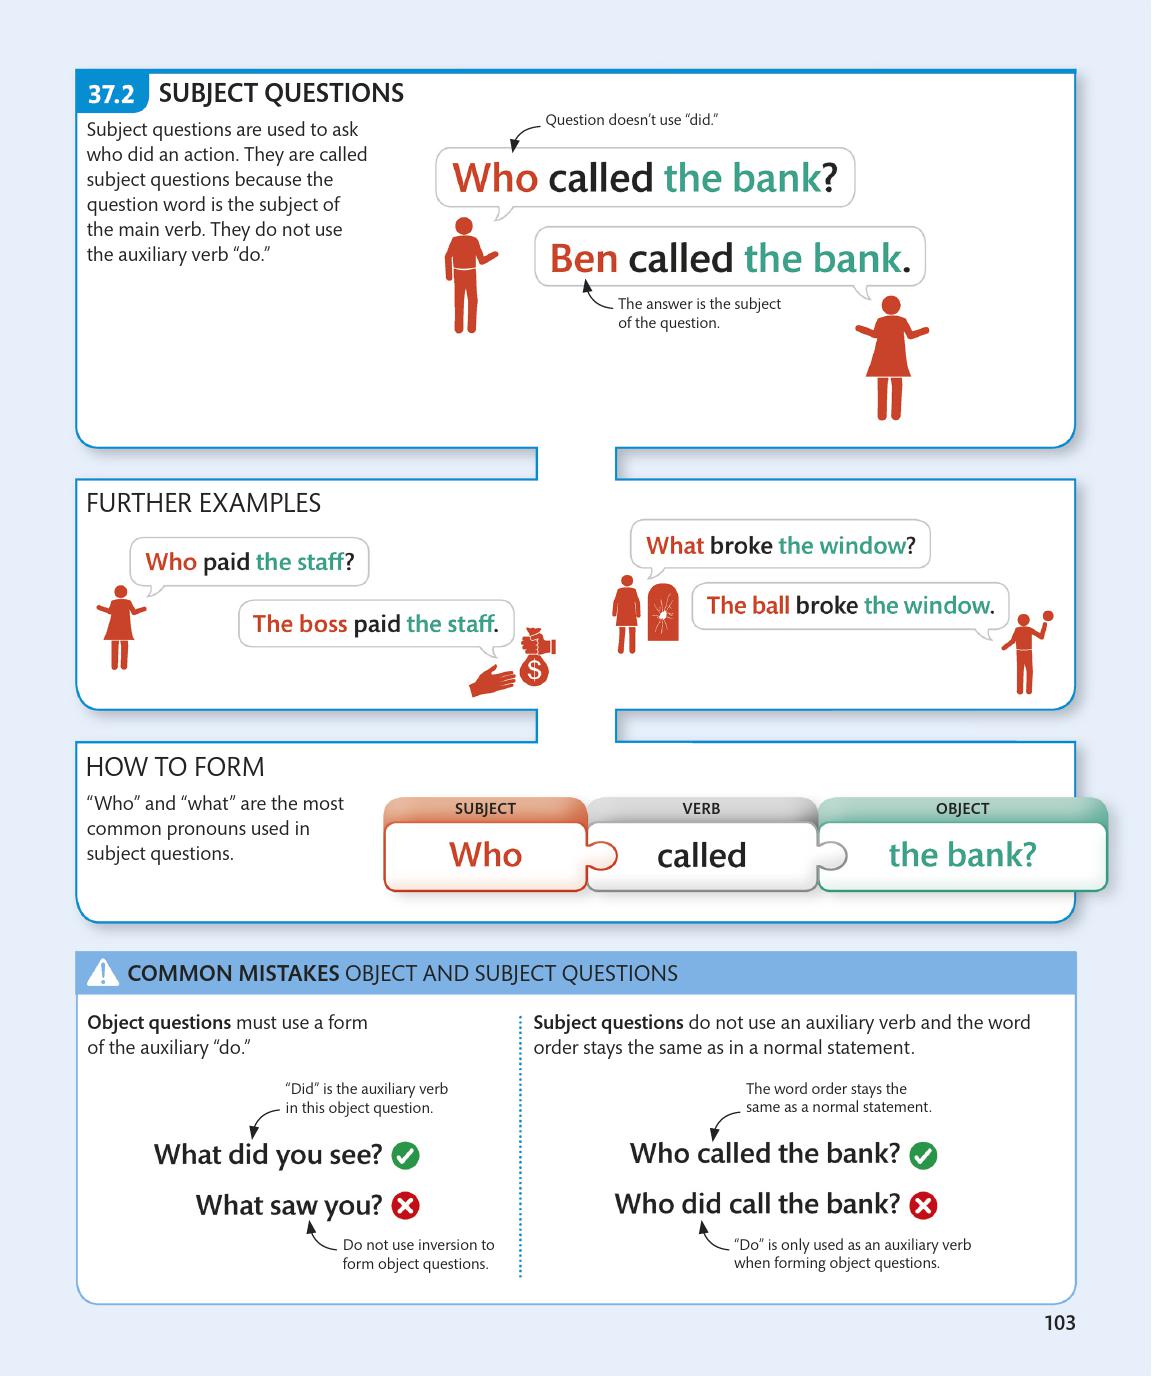 37.2 SUBJECT QUESTIONS
Subject questions are used to ask
who did an action. They are called
subject questions because the
question word is the subject of
the main verb. They do not use
the auxiliary verb “do.”
Question doesn’t use “did.”
Who called the bank?
Ben called the bank.
The answer is the subject
of the question.
FURTHER EXAMPLES
Who paid the staff?
The boss paid the staff.
$
What broke the window?
The ball broke the window.
HOW TO FORM
“Who” and “what” are the most
common pronouns used in
subject questions.
SUBJECT VERB OBJECT
Who called the bank?
COMMON MISTAKES OBJECT AND SUBJECT QUESTIONS
Object questions must use a form
of the auxiliary “do.”
“Did” is the auxiliary verb
in this object question.
What did you see?
What saw you?
Do not use inversion to
form object questions.
Subject questions do not use an auxiliary verb and the word
order stays the same as in a normal statement.
The word order stays the
same as a normal statement.
Who called the bank?
Who did call the bank?
“Do” is only used as an auxiliary verb
when forming object questions.
103